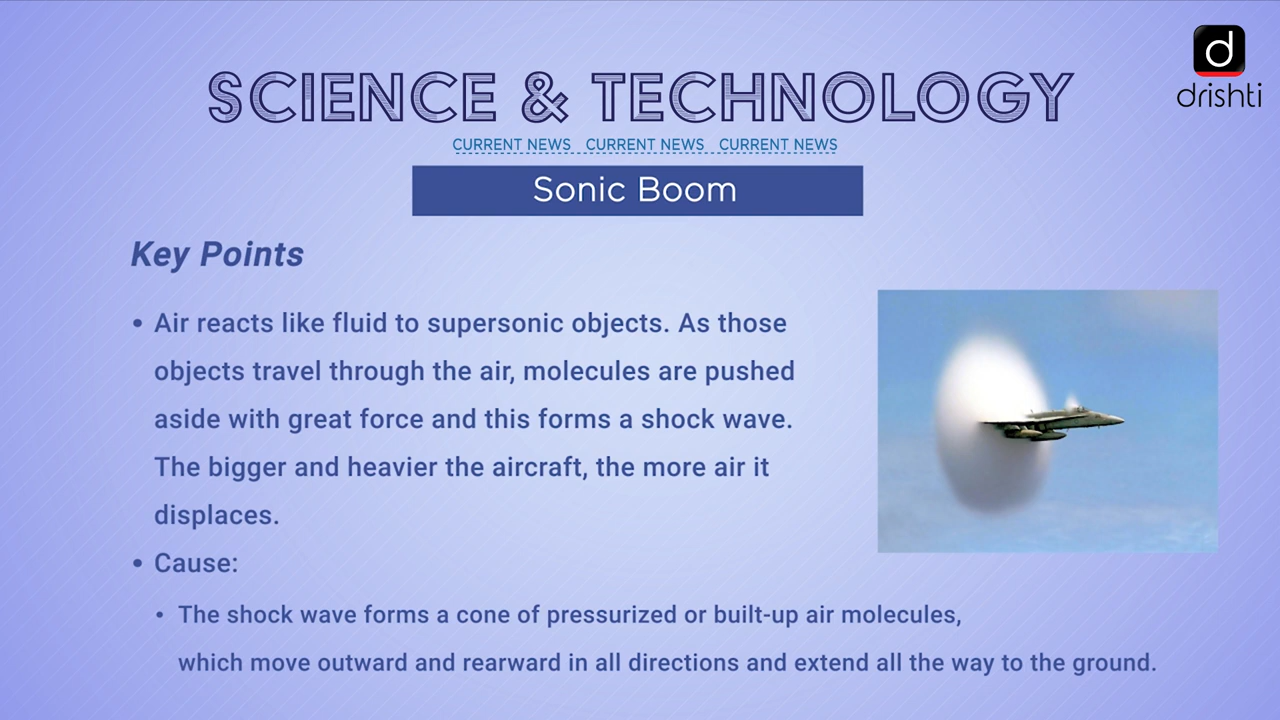 d
drishti
SCIENCE & TECHNOLOGY
CURRENT NEWS CURRENT NEWS CURRENT NEWS
Sonic Boom
Key Points
• Air reacts like fluid to supersonic objects. As those
objects travel through the air, molecules are pushed
aside with great force and this forms a shock wave.
The bigger and heavier the aircraft, the more air it
displaces.
• Cause:
• The shock wave forms a cone of pressurized or built-up air molecules,
which move outward and rearward in all directions and extend all the way to the ground.